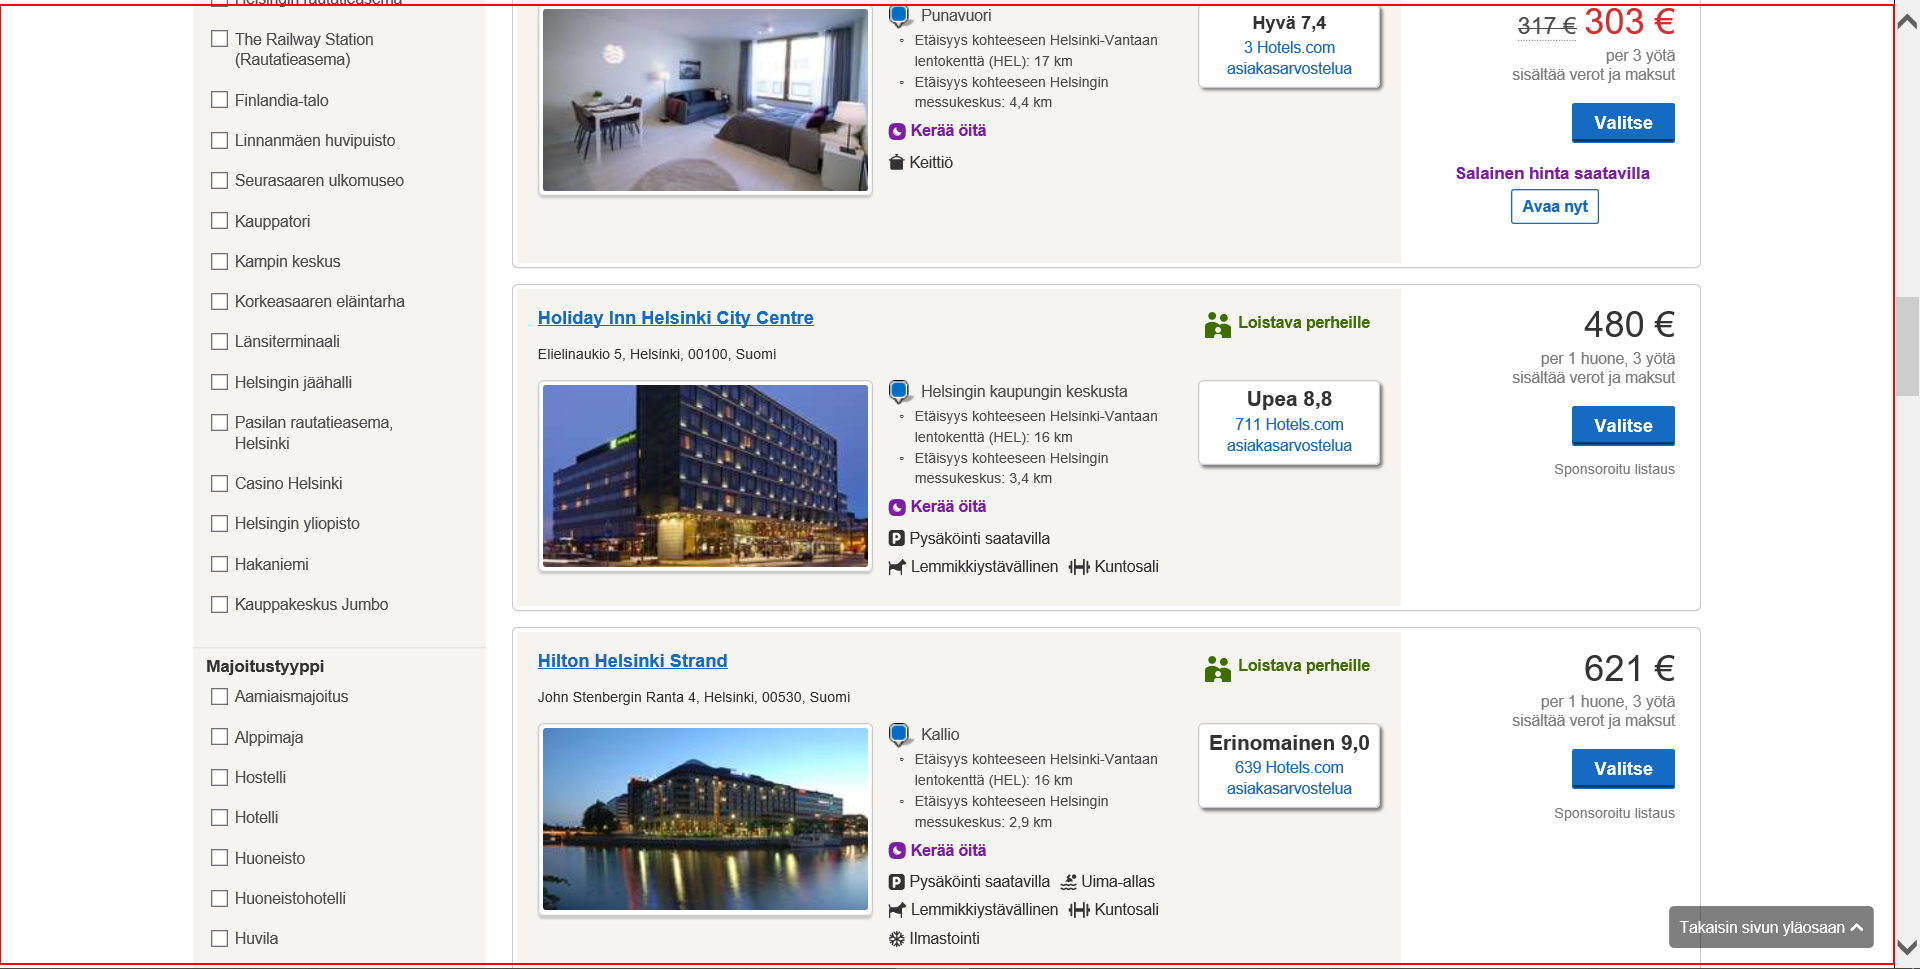 The Railway Station
(Rautatieasema)
Finlandia-talo
Linnanmäen huvipuisto
Seurasaaren ulkomuseo
Kauppatori
Kampin keskus
Korkeasaaren eläintarha
Länsiterminaali
Helsingin jäähalli
Pasilan rautatieasema,
Helsinki
Casino Helsinki
Helsingin yliopisto
Hakaniemi
Kauppakeskus Jumbo
Majoitustyyppi
Aamiaismajoitus
Alppimaja
Hostelli
Hotelli
Huoneisto
Huoneistohotelli
Huvila
Punavuori
Etäisyys kohteeseen Helsinki-Vantaan
lentokenttä (HEL): 17 km
Etäisyys kohteeseen Helsingin
messukeskus: 4,4 km
Kerää öitä
Keittiö
Hyvä 7,4
3 Hotels.com
asiakasarvostelua
317 € 303 €
per 3 yötä
sisältää verot ja maksut
Valitse
Salainen hinta saatavilla
Avaa nyt
Holiday Inn Helsinki City Centre
Elielinaukio 5, Helsinki, 00100, Suomi
Helsingin kaupungin keskusta
Etäisyys kohteeseen Helsinki-Vantaan
lentokenttä (HEL): 16 km
Etäisyys kohteeseen Helsingin
messukeskus: 3,4 km
Kerää öitä
Pysäköinti saatavilla
Lemmikkiystävällinen Kuntosali
Loistava perheille
Upea 8,8
711 Hotels.com
asiakasarvostelua
480 €
per 1 huone, 3 yötä
sisältää verot ja maksut
Valitse
Sponsoroitu listaus
Hilton Helsinki Strand
John Stenbergin Ranta 4, Helsinki, 00530, Suomi
Kallio
Etäisyys kohteeseen Helsinki-Vantaan
lentokenttä (HEL): 16 km
Etäisyys kohteeseen Helsingin
messukeskus: 2,9 km
Kerää öitä
Pysäköinti saatavilla Uima-allas
Lemmikkiystävällinen Kuntosali
Ilmastointi
Loistava perheille
Erinomainen 9,0
639 Hotels.com
asiakasarvostelua
621 €
per 1 huone, 3 yötä
sisältää verot ja maksut
Valitse
Sponsoroitu listaus
Takaisin sivun yläosaan